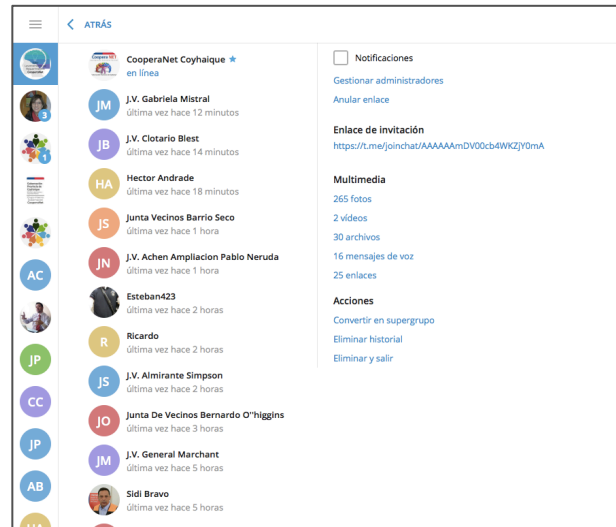 ATRÁS
3
1
AC
JP
CC
JP
AB
CooperaNet Coyhaique
en línea
JM
J.V. Gabriela Mistral
última vez hace 12 minutos
JB
J.V. Clotario Blest
última vez hace 14 minutos
HA
Hector Andrade
última vez hace 18 minutos
JS
Junta Vecinos Barrio Seco
última vez hace 1 hora
JN
J.V. Achen Ampliacion Pablo Neruda
última vez hace 1 hora
Esteban423
última vez hace 2 horas
R
Ricardo
última vez hace 2 horas
JS
J.V. Almirante Simpson
última vez hace 2 horas
JO
Junta De Vecinos Bernardo O"higgins
última vez hace 3 horas
JM
J.V. General Marchant
última vez hace 5 horas
Sidi Bravo
última vez hace 5 horas
Notificaciones
Gestionar administradores
Anular enlace
Enlace de invitación
https://t.me/joinchat/AAAAAAmDV00cb4WKZjY0mA
Multimedia
265 fotos
2 vídeos
30 archivos
16 mensajes de voz
25 enlaces
Acciones
Convertir en supergrupo
Eliminar historial
Eliminar y salir